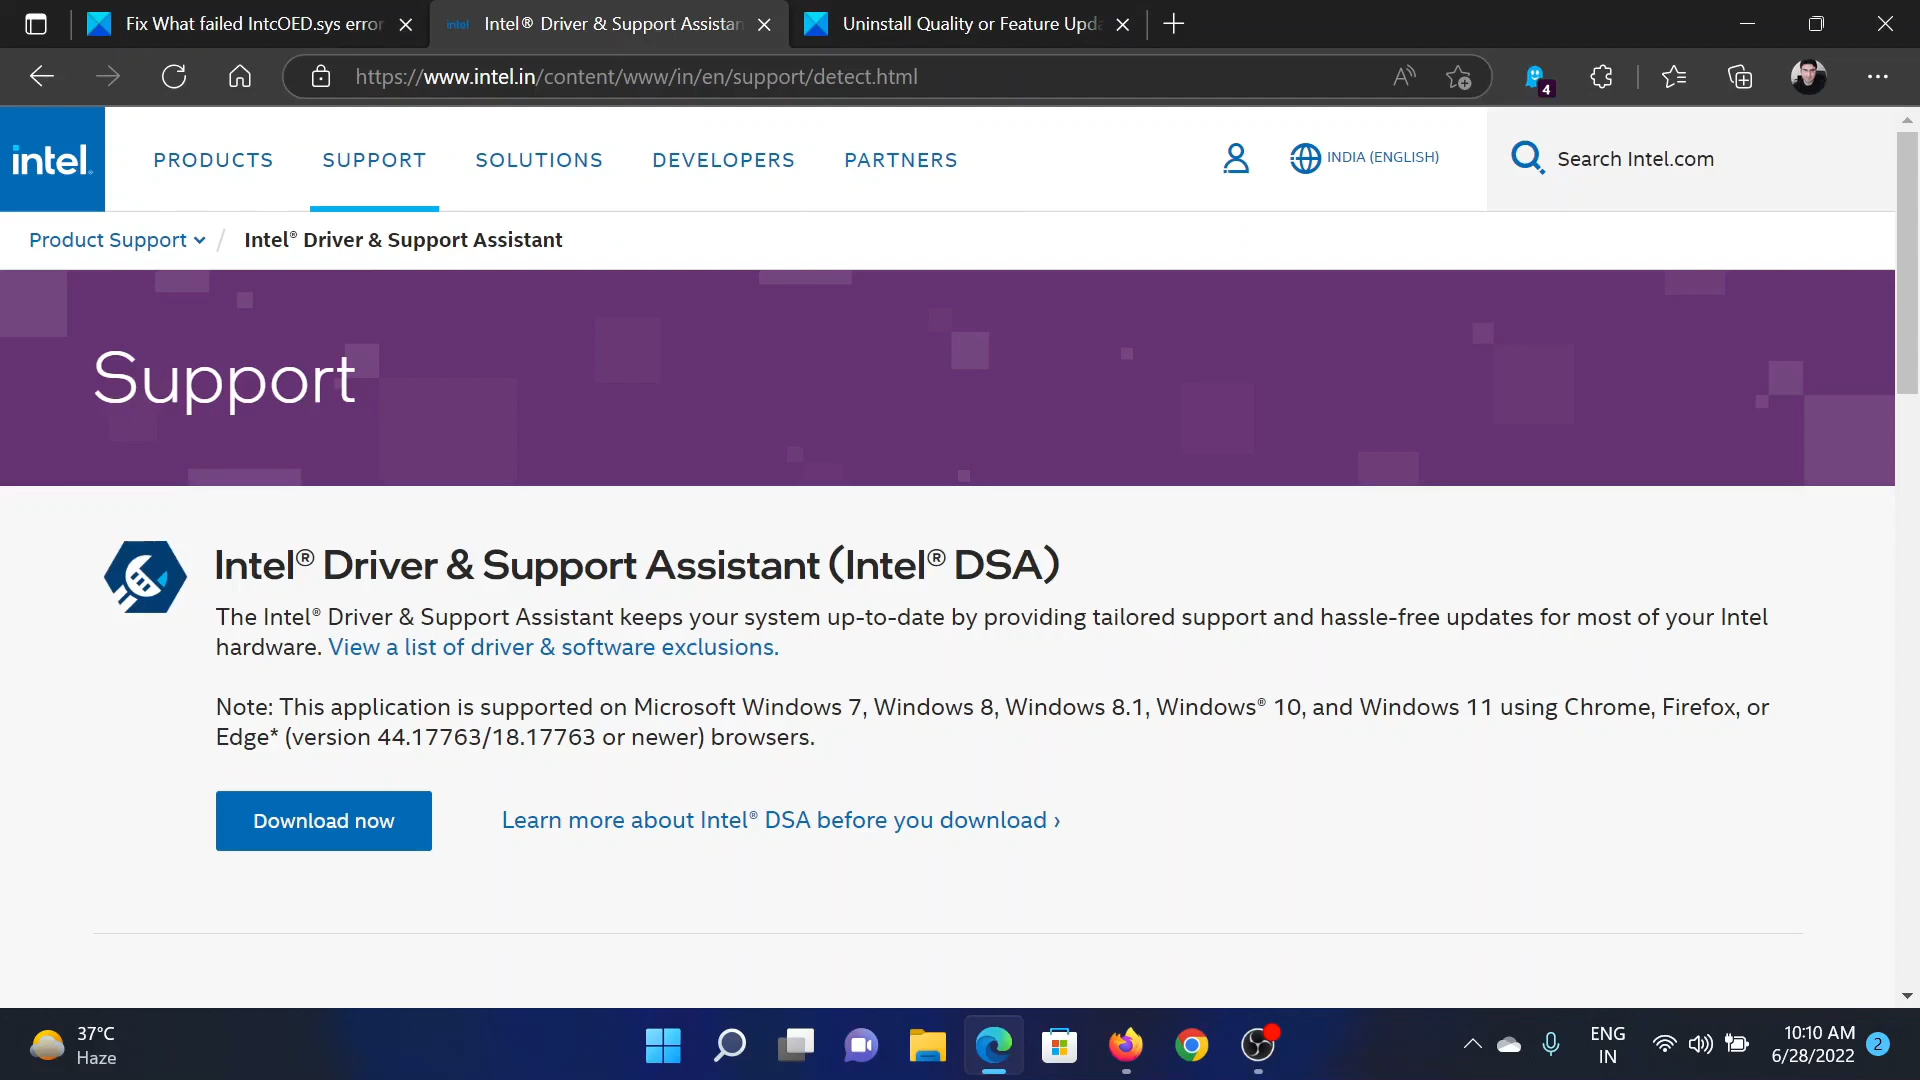 Fix What failed IntcOED.sys error
intel
Intel® Driver & Support Assistan
Uninstall Quality or Feature Upda
https://www.intel.in/content/www/in/en/support/detect.html
4
intel.
PRODUCTS
SUPPORT
SOLUTIONS
DEVELOPERS
PARTNERS
INDIA (ENGLISH)
Search Intel.com
Product Support / Intel® Driver & Support Assistant
Support
Intel® Driver & Support Assistant (Intel® DSA)
The Intel® Driver & Support Assistant keeps your system up-to-date by providing tailored support and hassle-free updates for most of your Intel
hardware. View a list of driver & software exclusions.
Note: This application is supported on Microsoft Windows 7, Windows 8, Windows 8.1, Windows® 10, and Windows 11 using Chrome, Firefox, or
Edge* (version 44.17763/18.17763 or newer) browsers.
Download now
Learn more about Intel® DSA before you download ›
37°C
Haze
ENG
IN
10:10 AM
6/28/2022
2